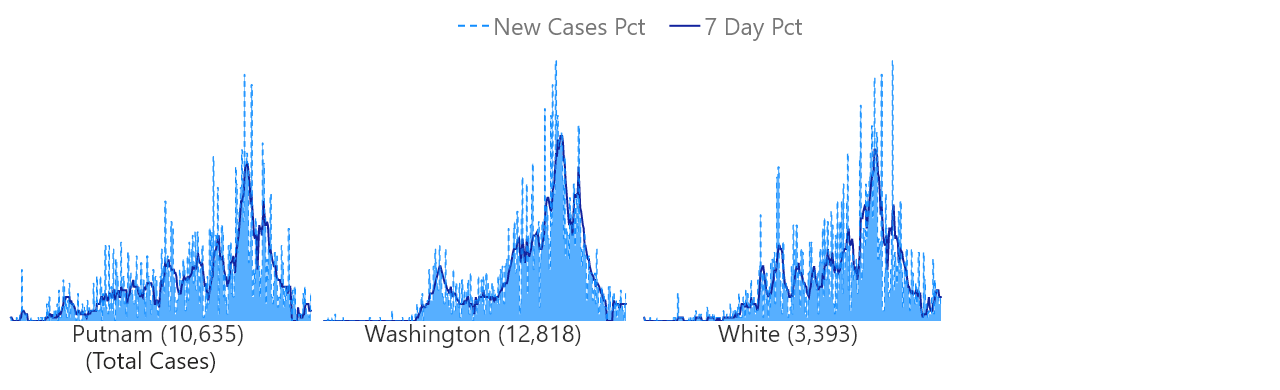 New Cases Pct 7 Day Pct
Putnam (10,635) Washington (12,818) White (3,393)
(Total Cases)